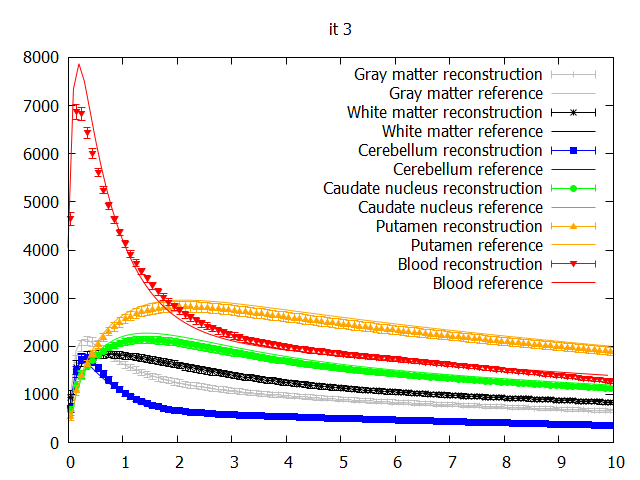 it 3
8000
7000
6000
5000
4000
3000
2000
1000
0
Gray matter reconstruction
Gray matter reference
White matter reconstruction
White matter reference
Cerebellum reconstruction
Cerebellum reference
Caudate nucleus reconstruction
Caudate nucleus reference
Putamen reconstruction
Putamen reference
Blood reconstruction
Blood reference
0 1 2 3 4 5 6 7 8 9 10